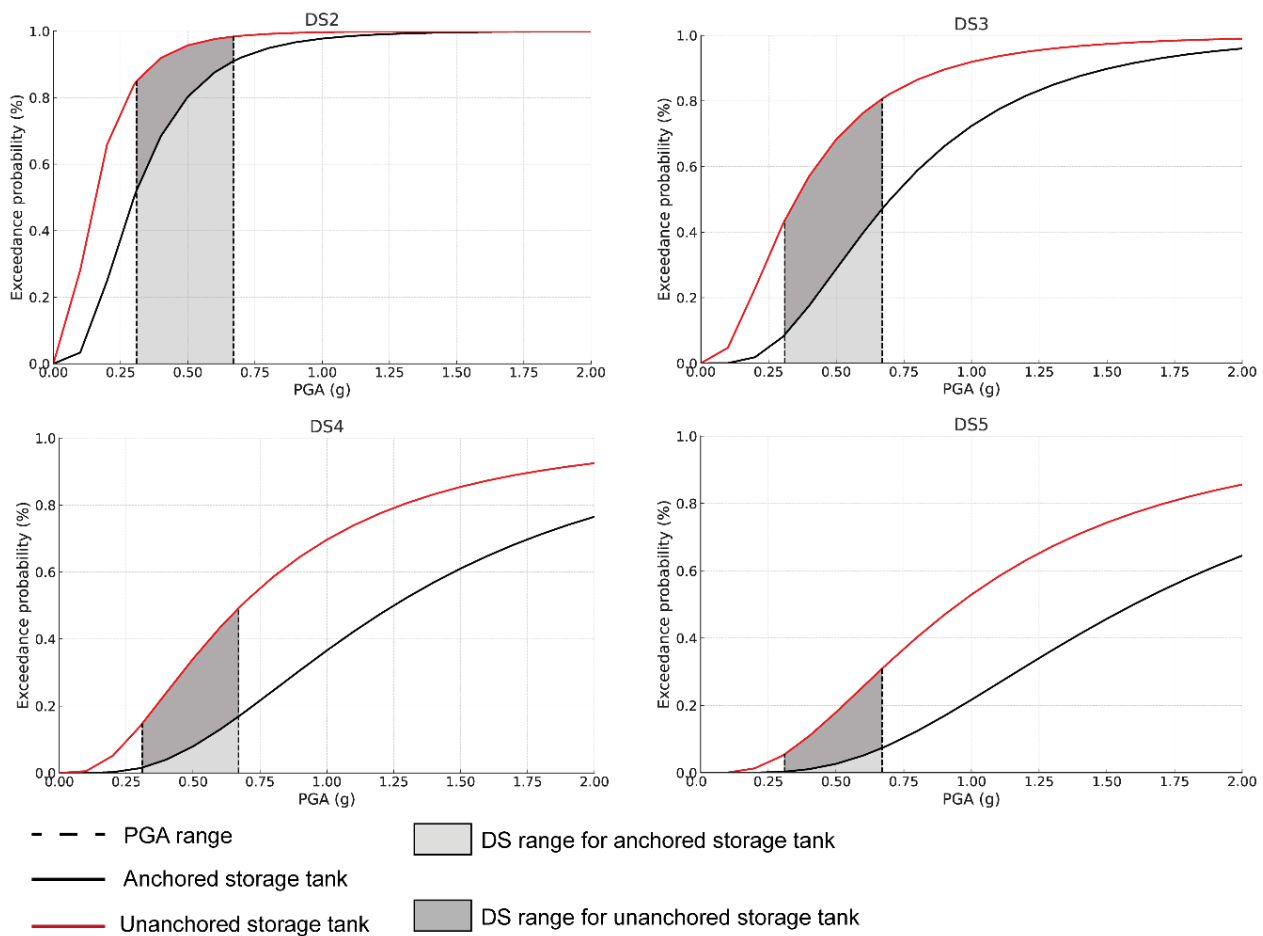 DS2
Exceedance probability (%)
1.0
0.8
0.6
0.4
0.2
0.0
0.00 0.25 0.50 0.75 1.00 1.25 1.50 1.75 2.00
PGA (g)
DS3
Exceedance probability (%)
1.0
0.8
0.6
0.4
0.2
0.0
0.00 0.25 0.50 0.75 1.00 1.25 1.50 1.75 2.00
PGA (g)
DS4
Exceedance probability (%)
1.0
0.8
0.6
0.4
0.2
0.0
0.00 0.25 0.50 0.75 1.00 1.25 1.50 1.75 2.00
PGA (g)
DS5
Exceedance probability (%)
1.0
0.8
0.6
0.4
0.2
0.0
0.00 0.25 0.50 0.75 1.00 1.25 1.50 1.75 2.00
PGA (g)
PGA range
Anchored storage tank
Unanchored storage tank
DS range for anchored storage tank
DS range for unanchored storage tank